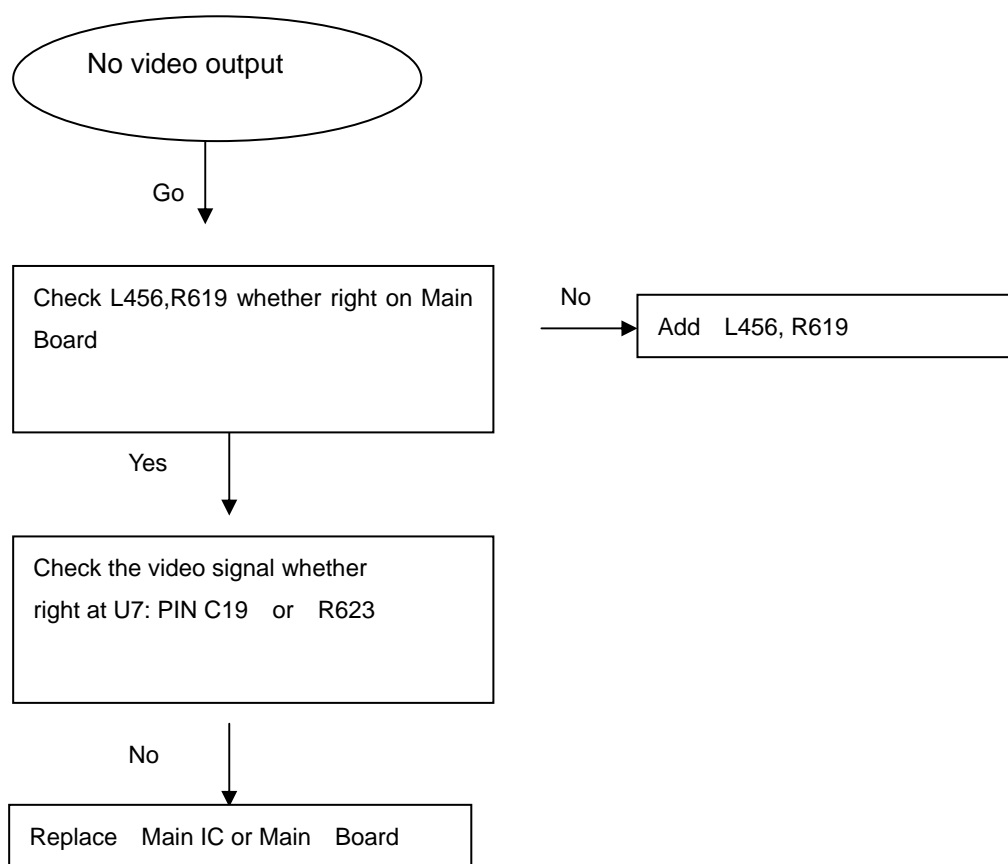 No video output
Go
Check L456,R619 whether right on Main
Board
No
Add L456, R619
Yes
Check the video signal whether
right at U7: PIN C19 or R623
No
Replace Main IC or Main Board